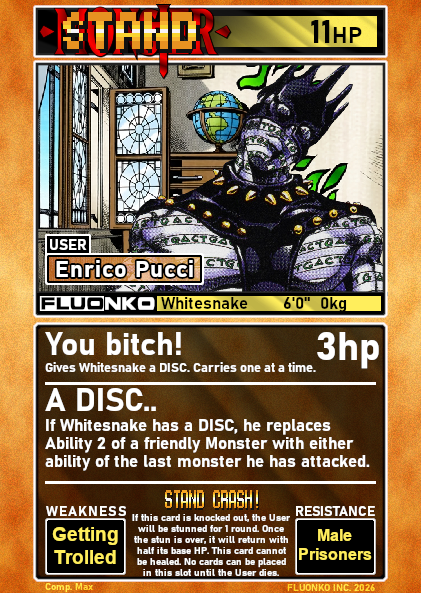 STAND
11HP
USER
Enrico Pucci
FLUONKO Whitesnake 6'0" 0kg
You bitch! 3hp
Gives Whitesnake a DISC. Carries one at a time.
A DISC..
If Whitesnake has a DISC, he replaces
Ability 2 of a friendly Monster with either
ability of the last monster he has attacked.
STAND CRASH!
WEAKNESS
Getting
Trolled
If this card is knocked out, the User
will be stunned for 1 round. Once
the stun is over, it will return with
half its base HP. This card cannot
be healed. No cards can be placed
in this slot until the User dies.
RESISTANCE
Male
Prisoners
Comp. Max
FLUONKO INC. 2026